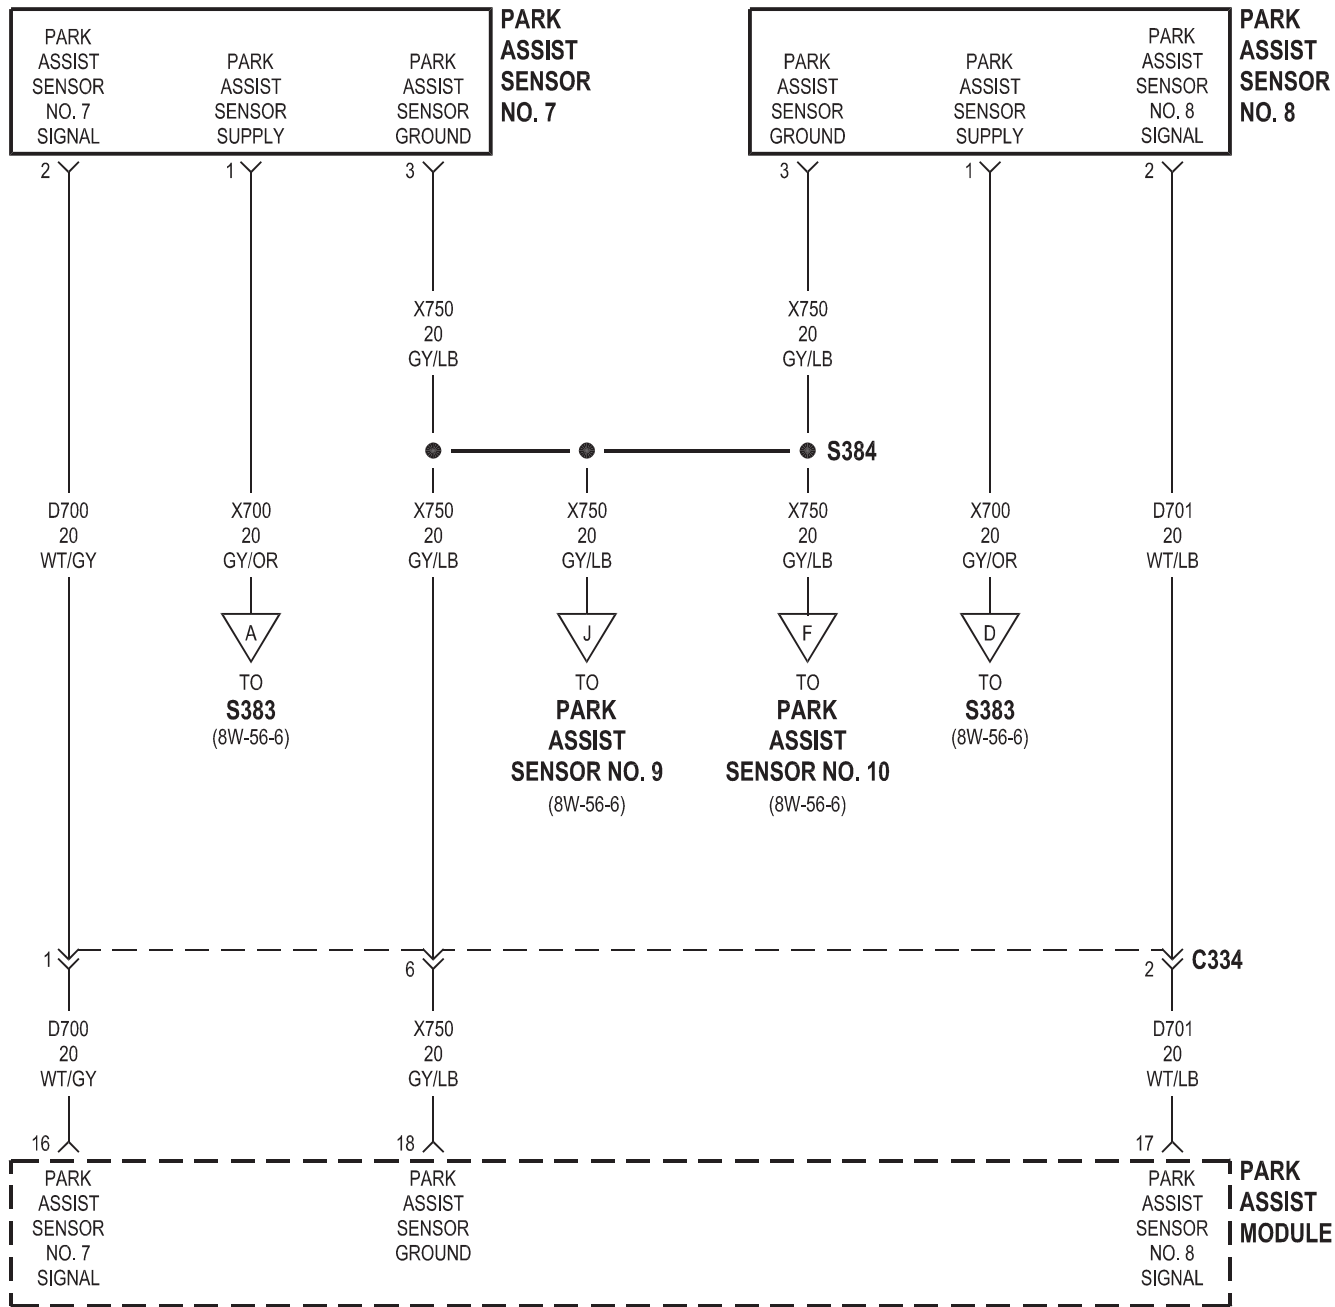 PARK
ASSIST
SENSOR
NO. 7
SIGNAL
PARK
ASSIST
SENSOR
SUPPLY
PARK
ASSIST
SENSOR
GROUND
PARK
ASSIST
SENSOR
NO. 7
PARK
ASSIST
SENSOR
GROUND
PARK
ASSIST
SENSOR
SUPPLY
PARK
ASSIST
SENSOR
NO. 8
SIGNAL
PARK
ASSIST
SENSOR
NO. 8
2
1
3
3
1
2
X750
20
GY/LB
X750
20
GY/LB
S384
D700
20
WT/GY
X700
20
GY/OR
X750
20
GY/LB
X750
20
GY/LB
X750
20
GY/LB
X700
20
GY/OR
D701
20
WT/LB
A
TO
S383
(8W-56-6)
J
TO
PARK
ASSIST
SENSOR NO. 9
(8W-56-6)
F
TO
PARK
ASSIST
SENSOR NO. 10
(8W-56-6)
D
TO
S383
(8W-56-6)
1
6
2
C334
D700
20
WT/GY
X750
20
GY/LB
D701
20
WT/LB
16
18
17
PARK
ASSIST
SENSOR
NO. 7
SIGNAL
PARK
ASSIST
SENSOR
GROUND
PARK
ASSIST
SENSOR
NO. 8
SIGNAL
PARK
ASSIST
MODULE